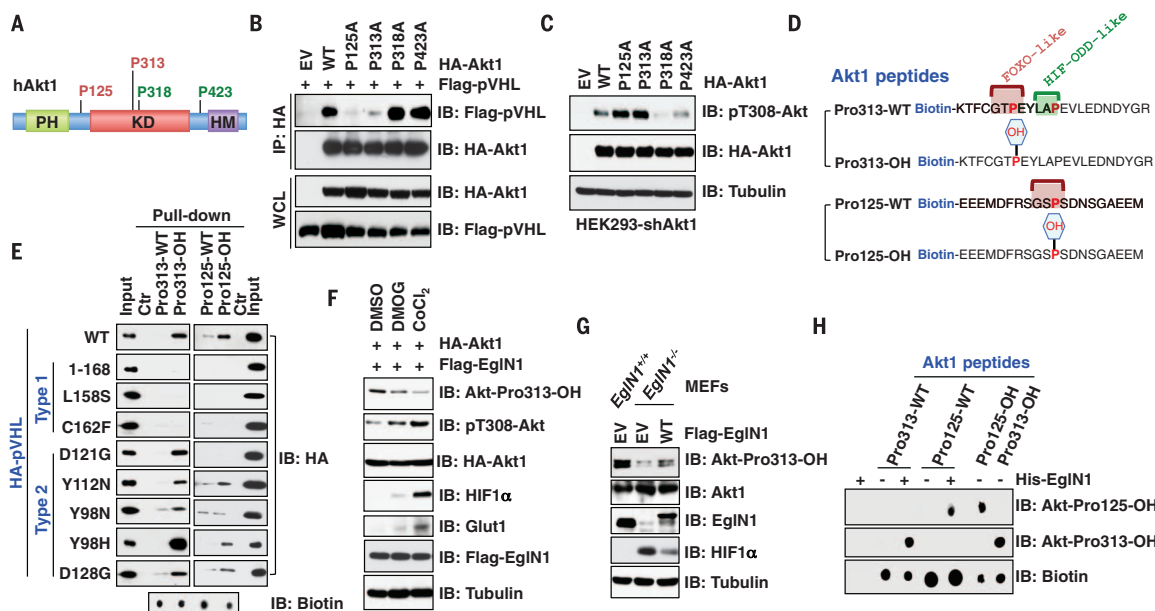 A
hAkt1
P313
P125
P318
P423
PH
KD
HM
B
EV
WT
P125A
P313A
P318A
P423A
HA-Akt1
+ + + + + + Flag-pVHL
IP: HA
IB: Flag-pVHL
IB: HA-Akt1
WCL
IB: HA-Akt1
IB: Flag-pVHL
C
EV
WT
P125A
P313A
P318A
P423A
HA-Akt1
IB: pT308-Akt
IB: HA-Akt1
IB: Tubulin
HEK293-shAkt1
D
FOXO-like
HIF-ODD-like
Akt1 peptides
Pro313-WT Biotin-KTFCGTPEYLAPEVLEDNDYGR
OH
Pro313-OH Biotin-KTFCGTPEYLAPEVLEDNDYGR
Pro125-WT Biotin-EEEMDFRSGSPSDNSGAEEM
OH
Pro125-OH Biotin-EEEMDFRSGSPSDNSGAEEM
E
Pull-down
Input
Ctr
Pro313-WT
Pro313-OH
Pro125-WT
Pro125-OH
Ctr
Input
HA-pVHL
WT
Type 1
1-168
L158S
C162F
Type 2
D121G
Y112N
Y98N
Y98H
D128G
IB: HA
IB: Biotin
F
DMSO
DMOG
CoCl2
+ + + HA-Akt1
+ + + Flag-EglN1
IB: Akt-Pro313-OH
IB: pT308-Akt
IB: HA-Akt1
IB: HIF1α
IB: Glut1
IB: Flag-EglN1
IB: Tubulin
G
EglN1+/+
EglN1-/-
MEFs
EV
EV
WT
Flag-EglN1
IB: Akt-Pro313-OH
IB: Akt1
IB: EglN1
IB: HIF1α
IB: Tubulin
H
Akt1 peptides
Pro313-WT
Pro125-WT
Pro125-OH
Pro313-OH
+ - + - + - - His-EglN1
IB: Akt-Pro125-OH
IB: Akt-Pro313-OH
IB: Biotin